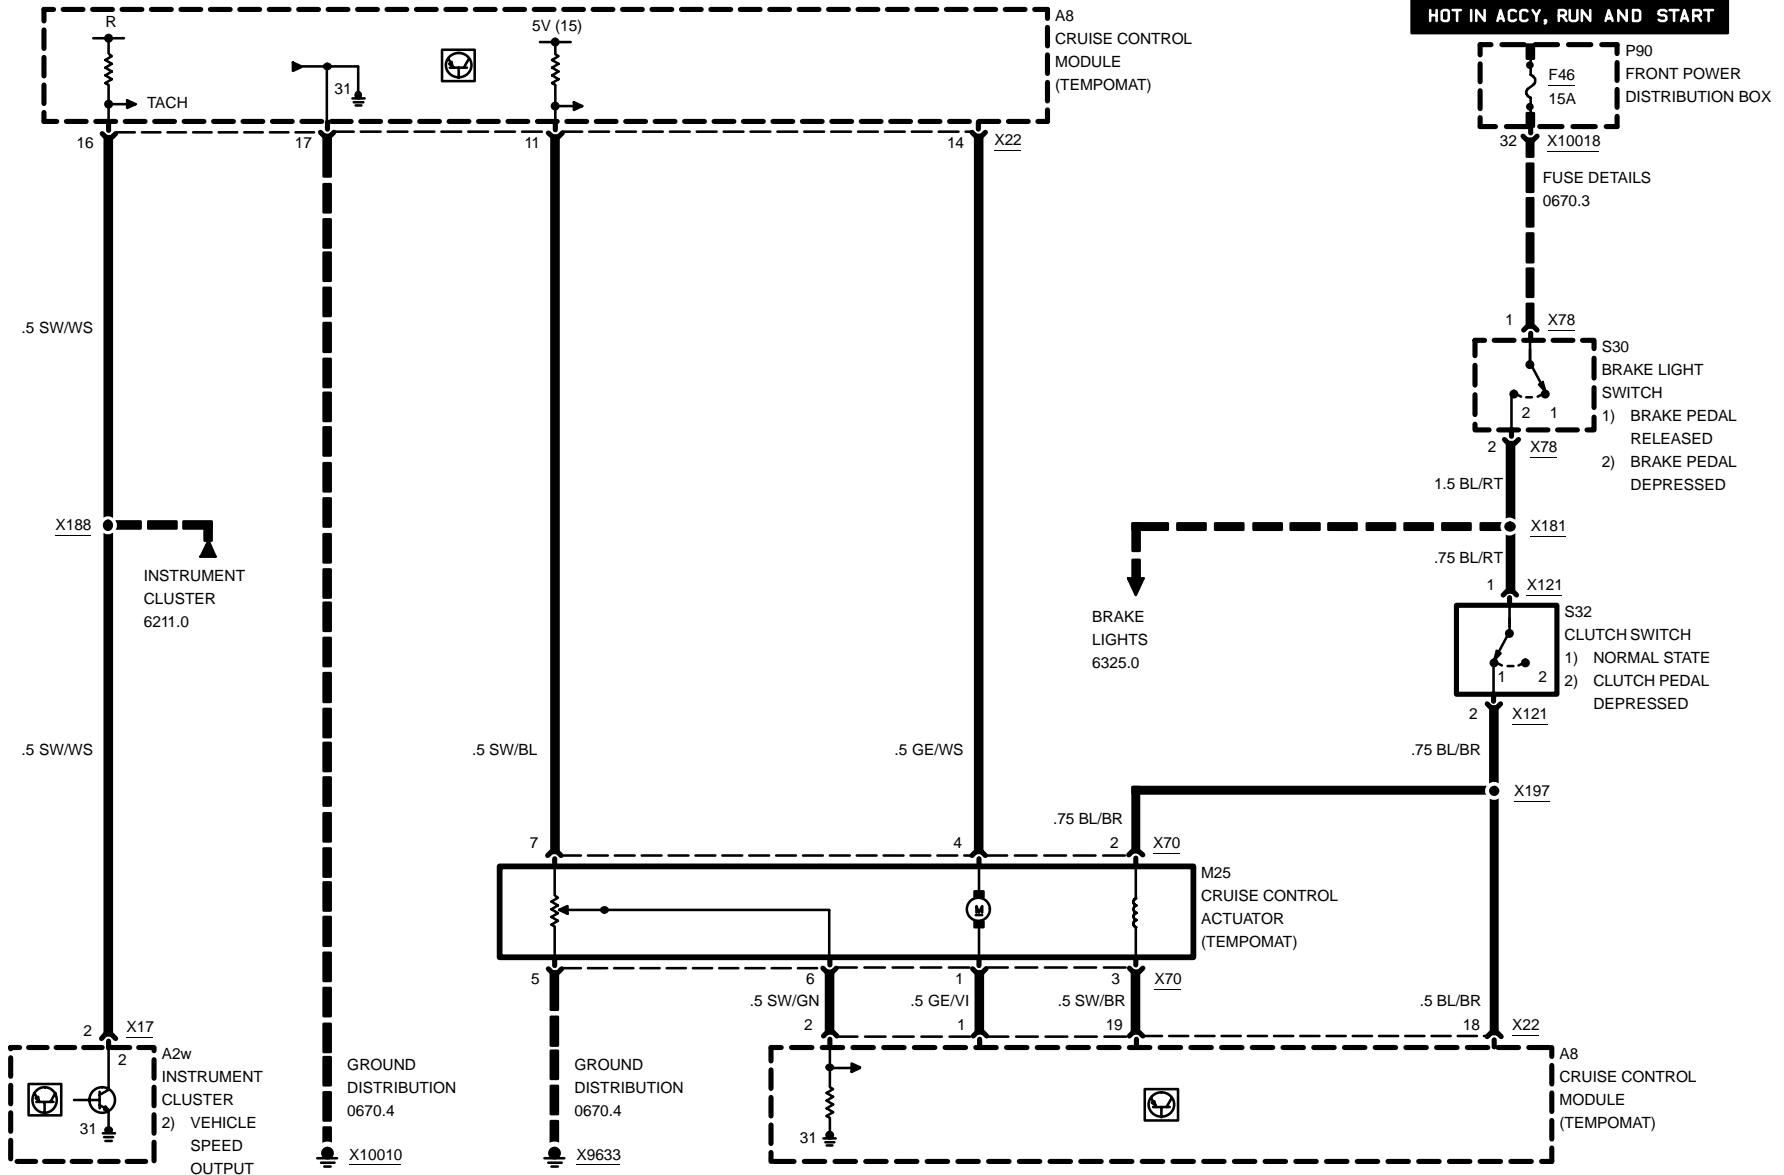 HOT IN ACCY, RUN AND START
R
5V (15)
A8
CRUISE CONTROL
MODULE
(TEMPOMAT)
31
TACH
P90
FRONT POWER
DISTRIBUTION BOX
F46
15A
16
17
11
14
X22
32
X10018
FUSE DETAILS
0670.3
.5 SW/WS
1
X78
S30
BRAKE LIGHT
SWITCH
1) BRAKE PEDAL
RELEASED
2) BRAKE PEDAL
DEPRESSED
2
1
2
X78
1.5 BL/RT
X188
X181
INSTRUMENT
CLUSTER
6211.0
.75 BL/RT
1
X121
BRAKE
LIGHTS
6325.0
S32
CLUTCH SWITCH
1) NORMAL STATE
2) CLUTCH PEDAL
DEPRESSED
1
2
2
X121
.5 SW/WS
.5 SW/BL
.5 GE/WS
.75 BL/BR
X197
.75 BL/BR
7
4
2
X70
M25
CRUISE CONTROL
ACTUATOR
(TEMPOMAT)
M
5
6
1
3
X70
.5 SW/GN
.5 GE/VI
.5 SW/BR
.5 BL/BR
2
1
19
18
X22
2
X17
2
A2w
INSTRUMENT
CLUSTER
2) VEHICLE
SPEED
OUTPUT
31
GROUND
DISTRIBUTION
0670.4
X10010
GROUND
DISTRIBUTION
0670.4
X9633
31
A8
CRUISE CONTROL
MODULE
(TEMPOMAT)